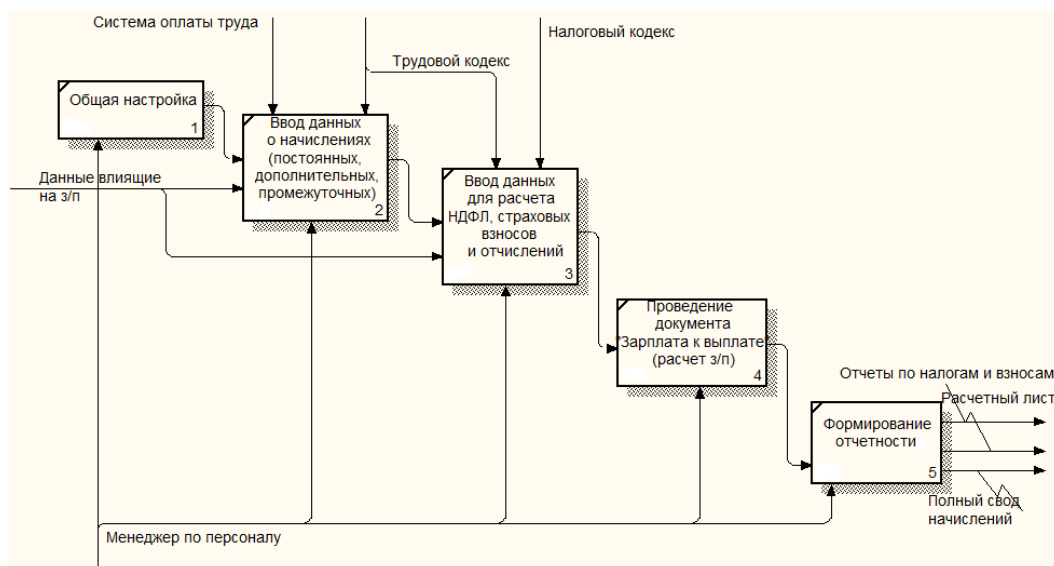 Система оплаты труда
Налоговый кодекс
Трудовой кодекс
Общая настройка
1
Ввод данных
о начислениях
(постоянных,
дополнительных,
промежуточных)
2
Данные влияющие
на з/п
Ввод данных
для расчета
НДФЛ, страховых
взносов
и отчислений
3
Проведение
документа
"Зарплата к выплате"
(расчет з/п)
4
Отчеты по налогам и взносам
Расчетный лист
Формирование
отчетности
5
Полный свод
начислений
Менеджер по персоналу